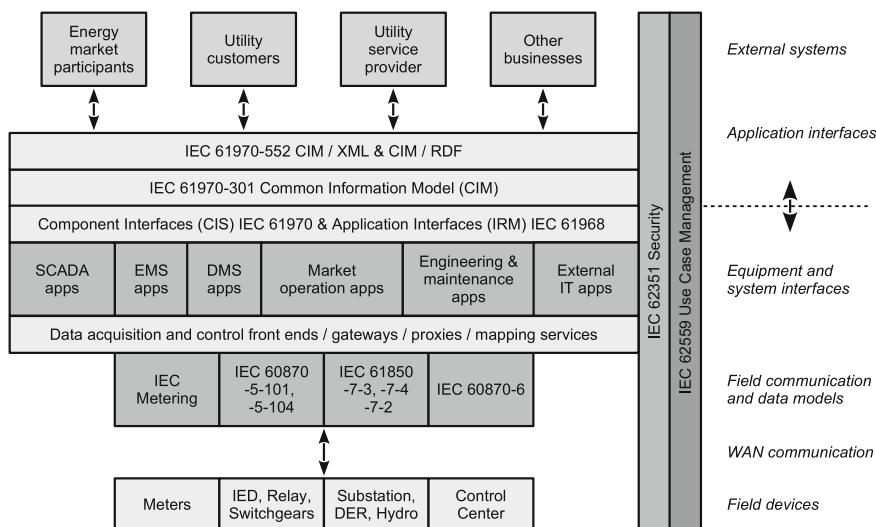 Energy
market
participants
Utility
customers
Utility
service
provider
Other
businesses
External systems
Application interfaces
IEC 61970-552 CIM / XML & CIM / RDF
IEC 61970-301 Common Information Model (CIM)
Component Interfaces (CIS) IEC 61970 & Application Interfaces (IRM) IEC 61968
SCADA
apps
EMS
apps
DMS
apps
Market
operation apps
Engineering &
maintenance
apps
External
IT apps
Equipment and
system interfaces
Data acquisition and control front ends / gateways / proxies / mapping services
IEC
Metering
IEC 60870
-5-101,
-5-104
IEC 61850
-7-3, -7-4
-7-2
IEC 60870-6
Field communication
and data models
WAN communication
Meters
IED, Relay,
Switchgears
Substation,
DER, Hydro
Control
Center
Field devices
IEC 62351 Security
IEC 62559 Use Case Management